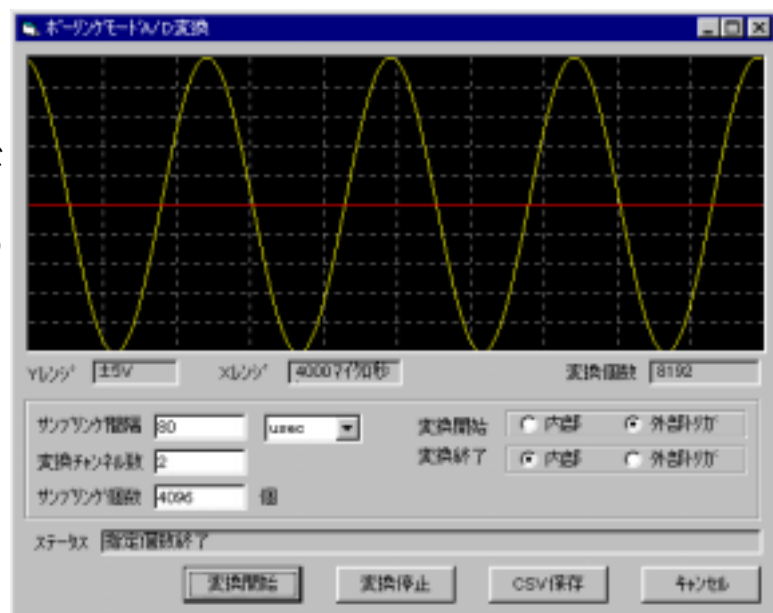 ポーリングモードA/D変換
Yレンジ ±5V Xレンジ 4000マイクロ秒 変換個数 8192
サンプリング間隔 80 usec 変換開始 内部 外部トリガ
変換チャンネル数 2 変換終了 内部 外部トリガ
サンプリング個数 4096 個
ステータス 指定個数終了
変換開始 変換停止 CSV保存 キャンセル